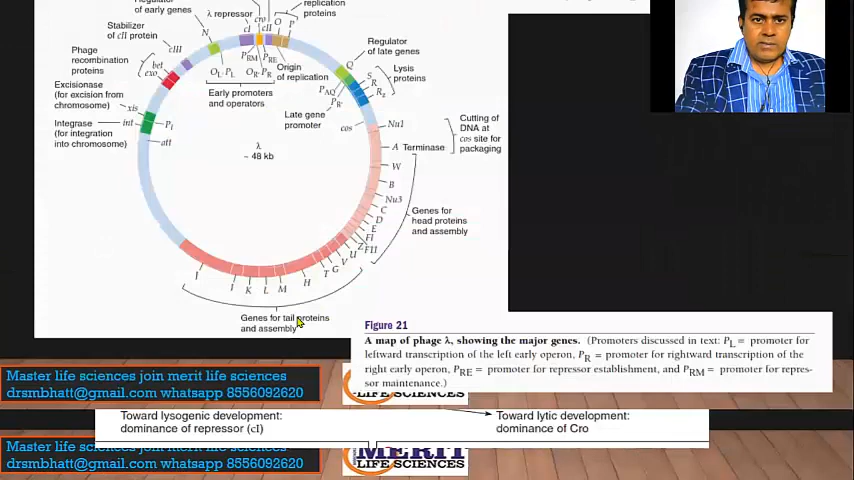 Regulator
of early genes
λ repressor
cro
replication
proteins
cI
cII
O
P
Stabilizer
of cII protein
N
cIII
Phage
recombination
proteins
bet
exo
Excisionase
(for excision from
chromosome)
xis
Integrase
(for integration
into chromosome)
int
PI
att
PRM
PRE
OL·PL
OR·PR
Early promoters
and operators
Origin
of replication
Regulator
of late genes
Q
S
R
Rz
Lysis
proteins
PAQ
PR'
Late gene
promoter
cos
λ
~ 48 kb
Nu1
A Terminase
Cutting of
DNA at
cos site for
packaging
W
B
Nu3
C
D
E
FI
FII
Z
U
V
G
T
H
M
L
K
I
J
Genes for
head proteins
and assembly
Genes for tail proteins
and assembly
Figure 21
A map of phage λ, showing the major genes. (Promoters discussed in text: PL = promoter for
leftward transcription of the left early operon, PR = promoter for rightward transcription of the
right early operon, PRE = promoter for repressor establishment, and PRM = promoter for repres-
sor maintenance.)
Master life sciences join merit life sciences
drsmbhatt@gmail.com whatsapp 8556092620
LIFE SCIENCES
Toward lysogenic development:
dominance of repressor (cI)
Toward lytic development:
dominance of Cro
Master life sciences join merit life sciences
drsmbhatt@gmail.com whatsapp 8556092620
MERIT
LIFE SCIENCES